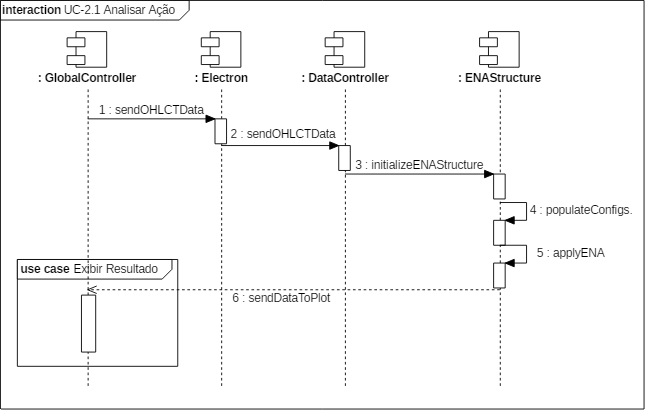 interaction UC-2.1 Analisar Ação
: GlobalController
: Electron
: DataController
: ENAStructure
1 : sendOHLCTData
2 : sendOHLCTData
3 : initializeENAStructure
4 : populateConfigs.
5 : applyENA
use case Exibir Resultado
6 : sendDataToPlot